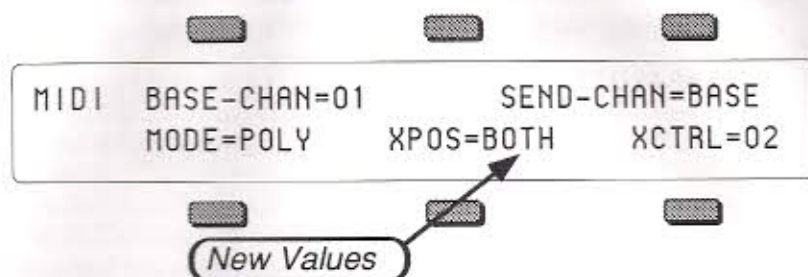 MIDI BASE-CHAN=01 SEND-CHAN=BASE
MODE=POLY XPOS=BOTH XCTRL=02
New Values